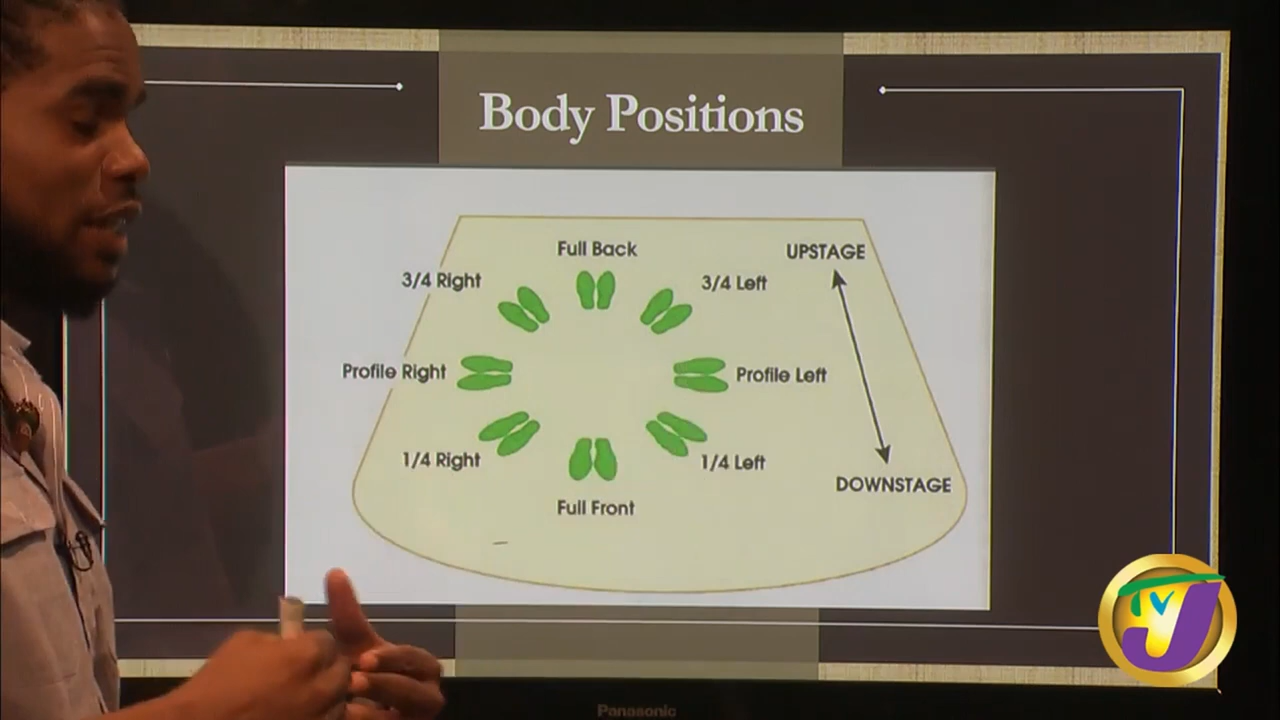 Body Positions
Full Back
UPSTAGE
3/4 Right
3/4 Left
Profile Right
Profile Left
1/4 Right
1/4 Left
DOWNSTAGE
Full Front
TVJ
Panasonic